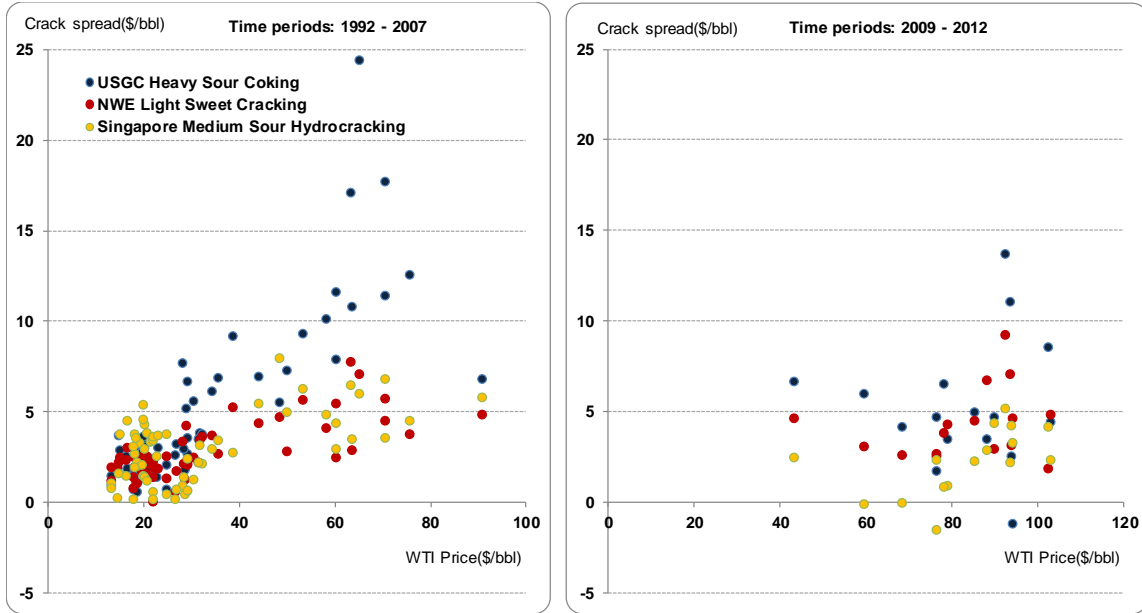 Crack spread($/bbl)
Time periods: 1992 - 2007
25
USGC Heavy Sour Coking
NWE Light Sweet Cracking
20
Singapore Medium Sour Hydrocracking
15
10
5
0
0 20 40 60 80 100
WTI Price($/bbl)
-5
Crack spread($/bbl)
Time periods: 2009 - 2012
25
20
15
10
5
0
0 20 40 60 80 100 120
WTI Price($/bbl)
-5